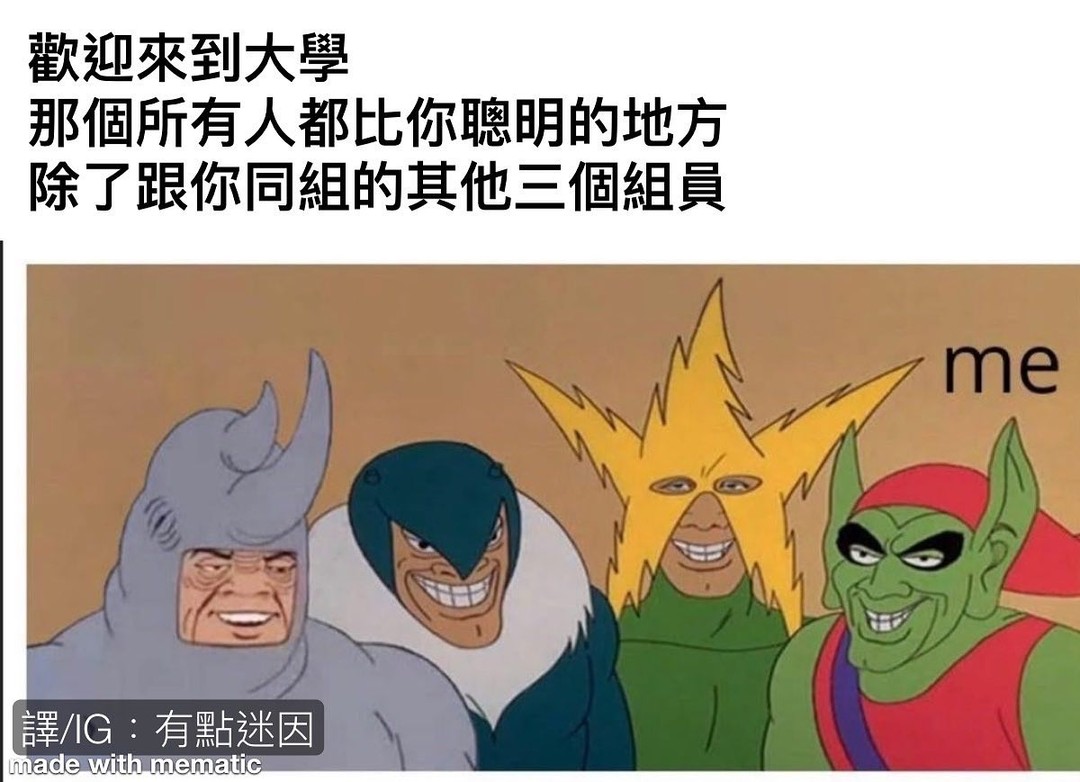 歡迎來到大學
那個所有人都比你聰明的地方
除了跟你同組的其他三個組員
me
譯/IG：有點迷因
made with mematic